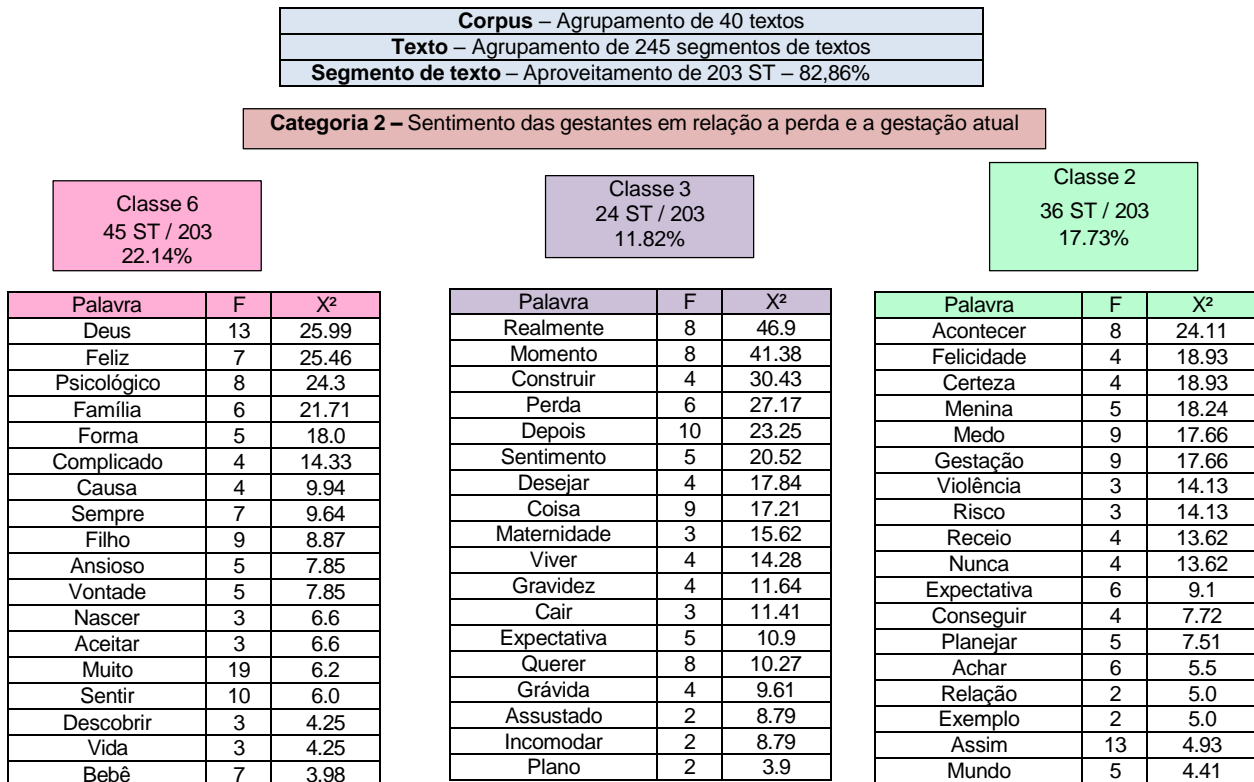 Corpus – Agrupamento de 40 textos
Texto – Agrupamento de 245 segmentos de textos
Segmento de texto – Aproveitamento de 203 ST – 82,86%
Categoria 2 – Sentimento das gestantes em relação a perda e a gestação atual
Classe 6
45 ST / 203
22.14%
Palavra F X²
Deus 13 25.99
Feliz 7 25.46
Psicológico 8 24.3
Família 6 21.71
Forma 5 18.0
Complicado 4 14.33
Causa 4 9.94
Sempre 7 9.64
Filho 9 8.87
Ansioso 5 7.85
Vontade 5 7.85
Nascer 3 6.6
Aceitar 3 6.6
Muito 19 6.2
Sentir 10 6.0
Descobrir 3 4.25
Vida 3 4.25
Bebê 7 3.98
Classe 3
24 ST / 203
11.82%
Palavra F X²
Realmente 8 46.9
Momento 8 41.38
Construir 4 30.43
Perda 6 27.17
Depois 10 23.25
Sentimento 5 20.52
Desejar 4 17.84
Coisa 9 17.21
Maternidade 3 15.62
Viver 4 14.28
Gravidez 4 11.64
Cair 3 11.41
Expectativa 5 10.9
Querer 8 10.27
Grávida 4 9.61
Assustado 2 8.79
Incomodar 2 8.79
Plano 2 3.9
Classe 2
36 ST / 203
17.73%
Palavra F X²
Acontecer 8 24.11
Felicidade 4 18.93
Certeza 4 18.93
Menina 5 18.24
Medo 9 17.66
Gestação 9 17.66
Violência 3 14.13
Risco 3 14.13
Receio 4 13.62
Nunca 4 13.62
Expectativa 6 9.1
Conseguir 4 7.72
Planejar 5 7.51
Achar 6 5.5
Relação 2 5.0
Exemplo 2 5.0
Assim 13 4.93
Mundo 5 4.41